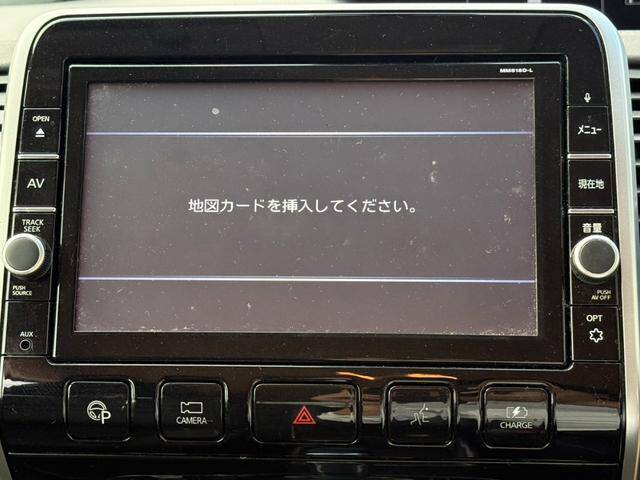 MM518D-L
OPEN
メニュー
AV
現在地
地図カードを挿入してください。
TRACK
SEEK
音量
PUSH
SOURCE
PUSH
AV OFF
AUX
OPT
P
CAMERA
CHARGE